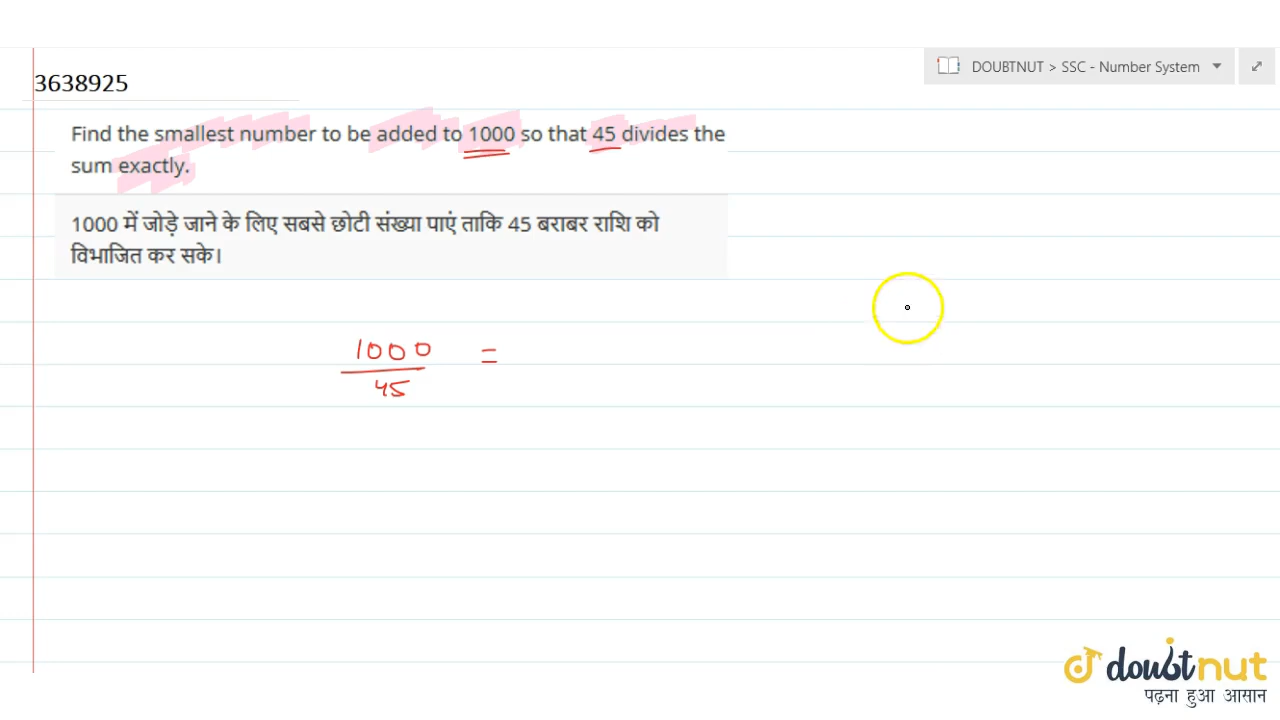 3638925
DOUBTNUT > SSC - Number System
Find the smallest number to be added to 1000 so that 45 divides the
sum exactly.
1000 में जोड़े जाने के लिए सबसे छोटी संख्या पाएं ताकि 45 बराबर राशि को
विभाजित कर सके।
1000 =
45
doubtnut
पढ़ना हुआ आसान